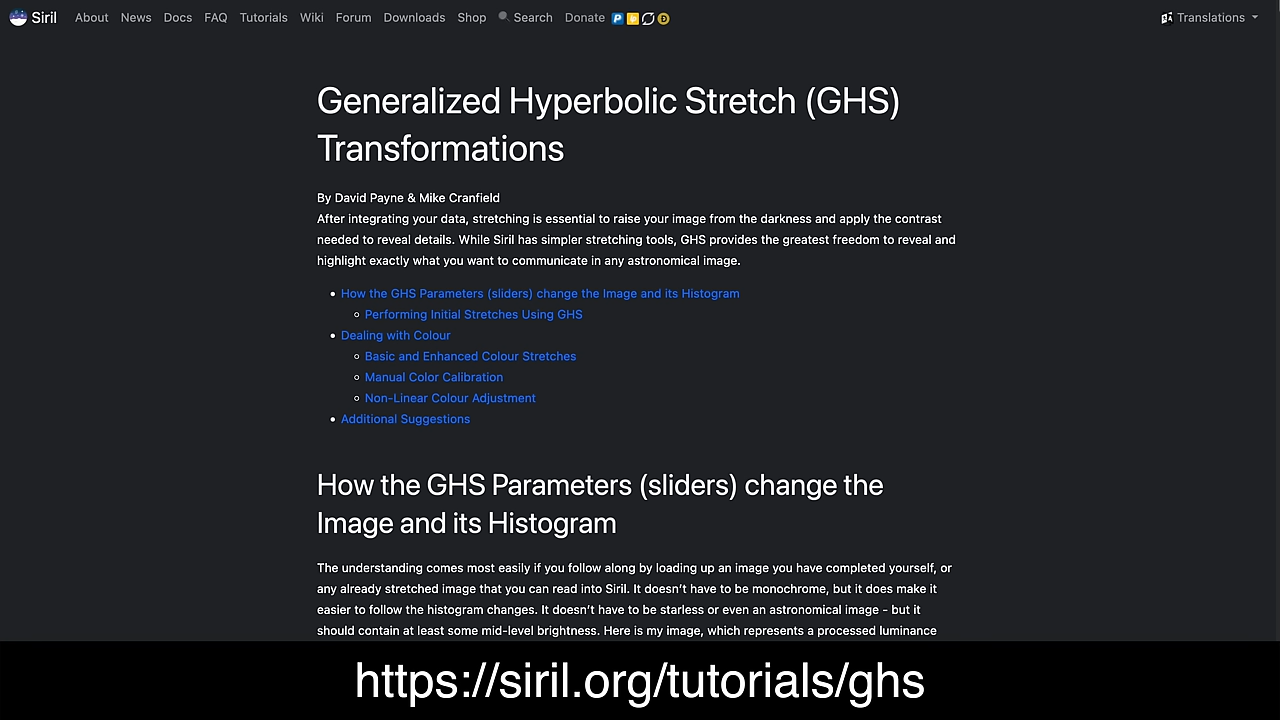 Siril About News Docs FAQ Tutorials Wiki Forum Downloads Shop Search Donate Translations
Generalized Hyperbolic Stretch (GHS)
Transformations
By David Payne & Mike Cranfield
After integrating your data, stretching is essential to raise your image from the darkness and apply the contrast
needed to reveal details. While Siril has simpler stretching tools, GHS provides the greatest freedom to reveal and
highlight exactly what you want to communicate in any astronomical image.
• How the GHS Parameters (sliders) change the Image and its Histogram
◦ Performing Initial Stretches Using GHS
• Dealing with Colour
◦ Basic and Enhanced Colour Stretches
◦ Manual Color Calibration
◦ Non-Linear Colour Adjustment
• Additional Suggestions
How the GHS Parameters (sliders) change the
Image and its Histogram
The understanding comes most easily if you follow along by loading up an image you have completed yourself, or
any already stretched image that you can read into Siril. It doesn’t have to be monochrome, but it does make it
easier to follow the histogram changes. It doesn’t have to be starless or even an astronomical image - but it
should contain at least some mid-level brightness. Here is my image, which represents a processed luminance
https://siril.org/tutorials/ghs